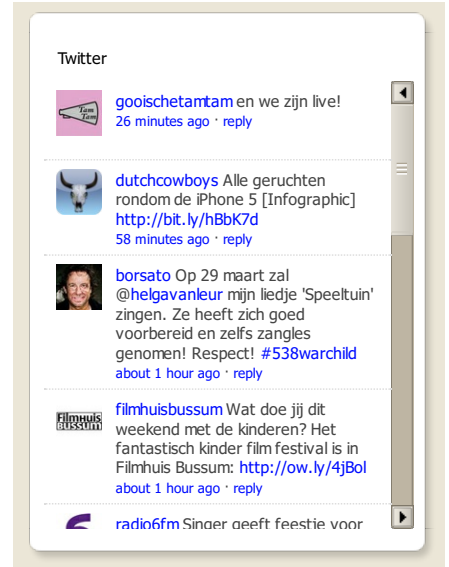 Twitter
Tam
Tam
gooischetamtam en we zijn live!
26 minutes ago · reply
dutchcowboys Alle geruchten
rondom de iPhone 5 [Infographic]
http://bit.ly/hBbK7d
58 minutes ago · reply
borsato Op 29 maart zal
@helgavanleur mijn liedje 'Speeltuin'
zingen. Ze heeft zich goed
voorbereid en zelfs zangles
genomen! Respect! #538warchild
about 1 hour ago · reply
FILMHUIS
BUSSUM
filmhuisbussum Wat doe jij dit
weekend met de kinderen? Het
fantastisch kinder film festival is in
Filmhuis Bussum: http://ow.ly/4jBol
about 1 hour ago · reply
radio6fm Singer geeft feestje voor